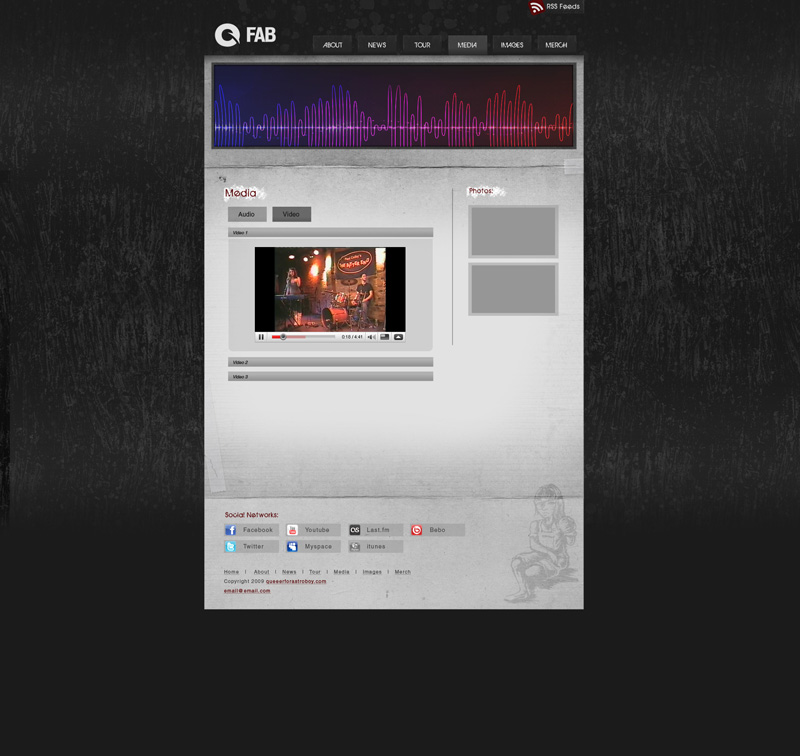 RSS Feeds
FAB
ABOUT NEWS TOUR MEDIA IMAGES MERCH
Media
Photos:
Audio Video
Video 1
0:16 / 4:41
Video 2
Video 3
Social Networks:
Facebook Youtube Last.fm Bebo
Twitter Myspace itunes
Home | About | News | Tour | Media | Images | Merch
Copyright 2009 queerforastroboy.com
email@email.com